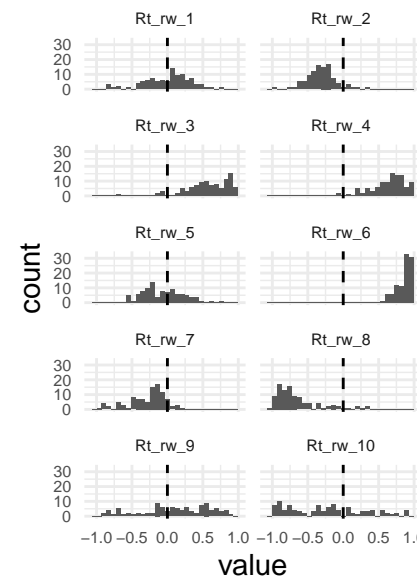 Rt_rw_1 Rt_rw_2
30
20
10
0
Rt_rw_3 Rt_rw_4
30
20
10
0
Rt_rw_5 Rt_rw_6
30
20
10
0
Rt_rw_7 Rt_rw_8
30
20
10
0
Rt_rw_9 Rt_rw_10
30
20
10
0
−1.0 −0.5 0.0 0.5 1.0 −1.0 −0.5 0.0 0.5 1.0
count
value